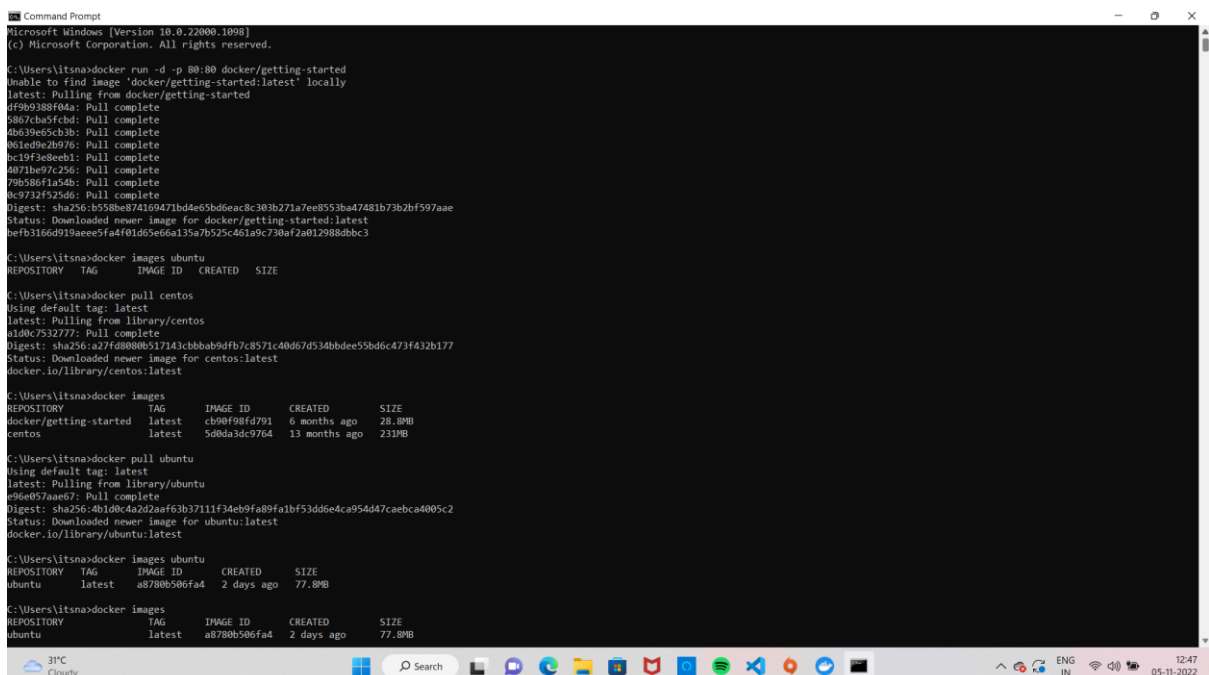 Command Prompt
Microsoft Windows [Version 10.0.22000.1098]
(c) Microsoft Corporation. All rights reserved.
C:\Users\itsna>docker run -d -p 80:80 docker/getting-started
Unable to find image 'docker/getting-started:latest' locally
latest: Pulling from docker/getting-started
df9b9388f04a: Pull complete
5867cba5fcbd: Pull complete
4b639e65cb3b: Pull complete
061ed9e2b976: Pull complete
bc19f3e8eeb1: Pull complete
4071be97c256: Pull complete
79b586f1a54b: Pull complete
0c9732f525d6: Pull complete
Digest: sha256:b558be874169471bd4e65bd6eac8c303b271a7ee8553ba47481b73b2bf597aae
Status: Downloaded newer image for docker/getting-started:latest
befb3166d919aeee5fa4f01d65e66a135a7b525c461a9c730af2a012988dbbc3
C:\Users\itsna>docker images ubuntu
REPOSITORY TAG IMAGE ID CREATED SIZE
C:\Users\itsna>docker pull centos
Using default tag: latest
latest: Pulling from library/centos
a1d0c7532777: Pull complete
Digest: sha256:a27fd8080b517143cbbbab9dfb7c8571c40d67d534bbdee55bd6c473f432b177
Status: Downloaded newer image for centos:latest
docker.io/library/centos:latest
C:\Users\itsna>docker images
REPOSITORY TAG IMAGE ID CREATED SIZE
docker/getting-started latest cb90f98fd791 6 months ago 28.8MB
centos latest 5d0da3dc9764 13 months ago 231MB
C:\Users\itsna>docker pull ubuntu
Using default tag: latest
latest: Pulling from library/ubuntu
e96e057aae67: Pull complete
Digest: sha256:4b1d0c4a2d2aaf63b37111f34eb9fa89fa1bf53dd6e4ca954d47caebca4005c2
Status: Downloaded newer image for ubuntu:latest
docker.io/library/ubuntu:latest
C:\Users\itsna>docker images ubuntu
REPOSITORY TAG IMAGE ID CREATED SIZE
ubuntu latest a8780b506fa4 2 days ago 77.8MB
C:\Users\itsna>docker images
REPOSITORY TAG IMAGE ID CREATED SIZE
ubuntu latest a8780b506fa4 2 days ago 77.8MB
31°C
Cloudy
Search
ENG
IN
12:47
05-11-2022